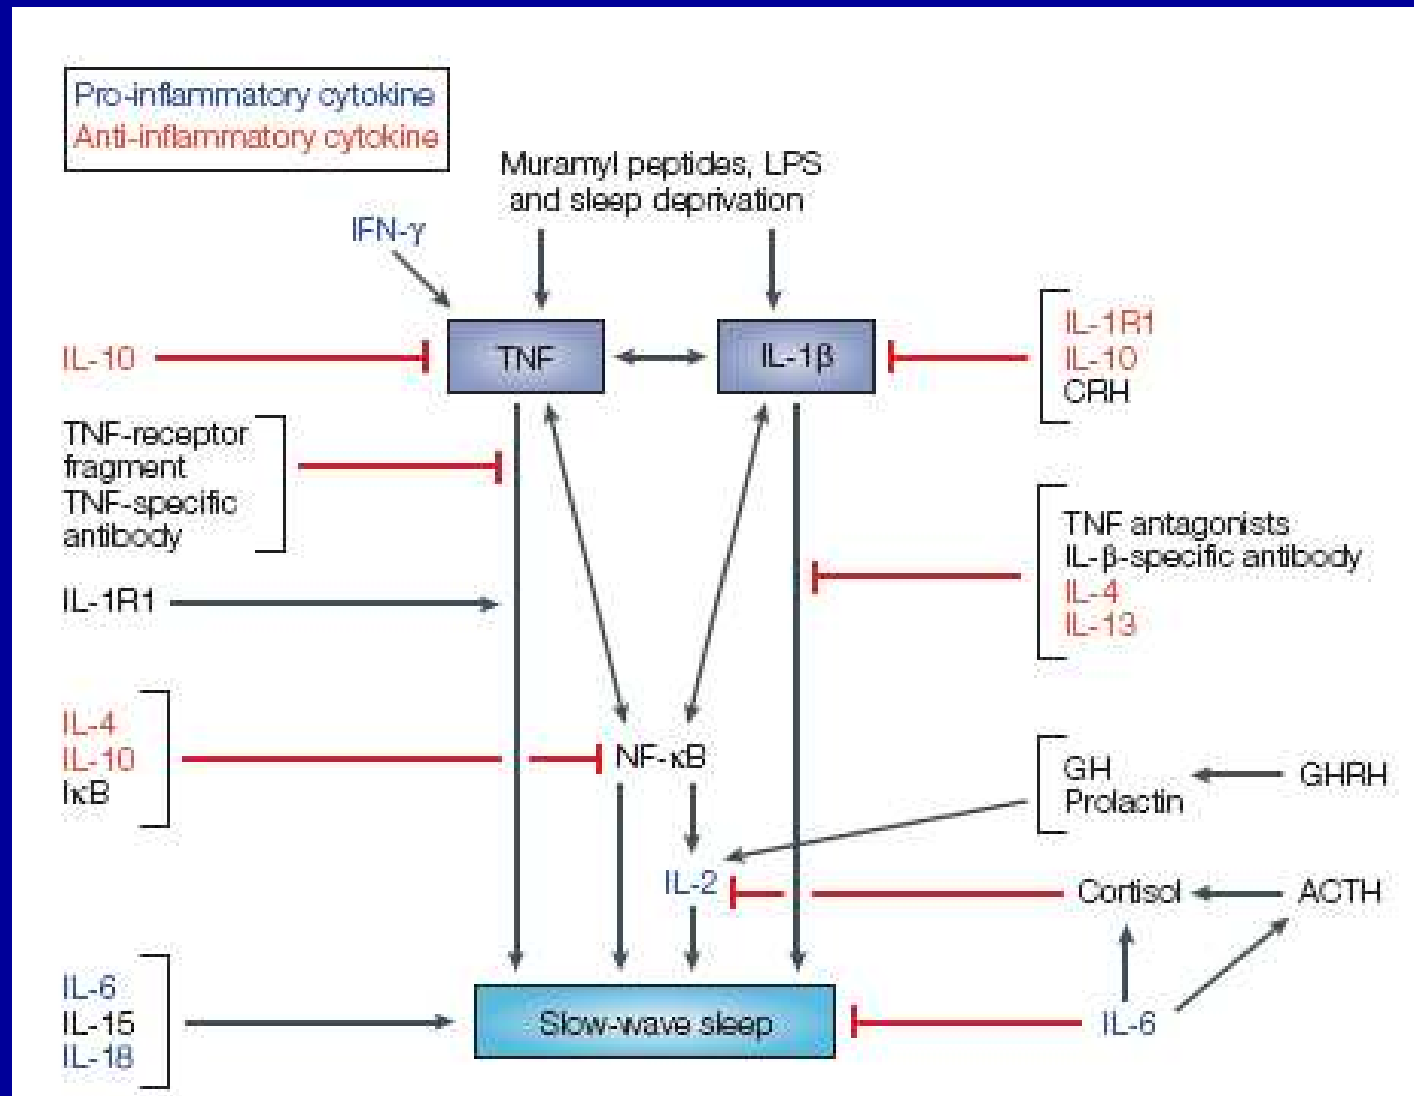 Pro-inflammatory cytokine
Anti-inflammatory cytokine
Muramyl peptides, LPS
and sleep deprivation
IFN-γ
IL-10
TNF
IL-1β
IL-1R1
IL-10
CRH
TNF-receptor
fragment
TNF-specific
antibody
TNF antagonists
IL-β-specific antibody
IL-4
IL-13
IL-1R1
IL-4
IL-10
IκB
NF-κB
GH
Prolactin
GHRH
IL-2
Cortisol
ACTH
IL-6
IL-15
IL-18
Slow-wave sleep
IL-6